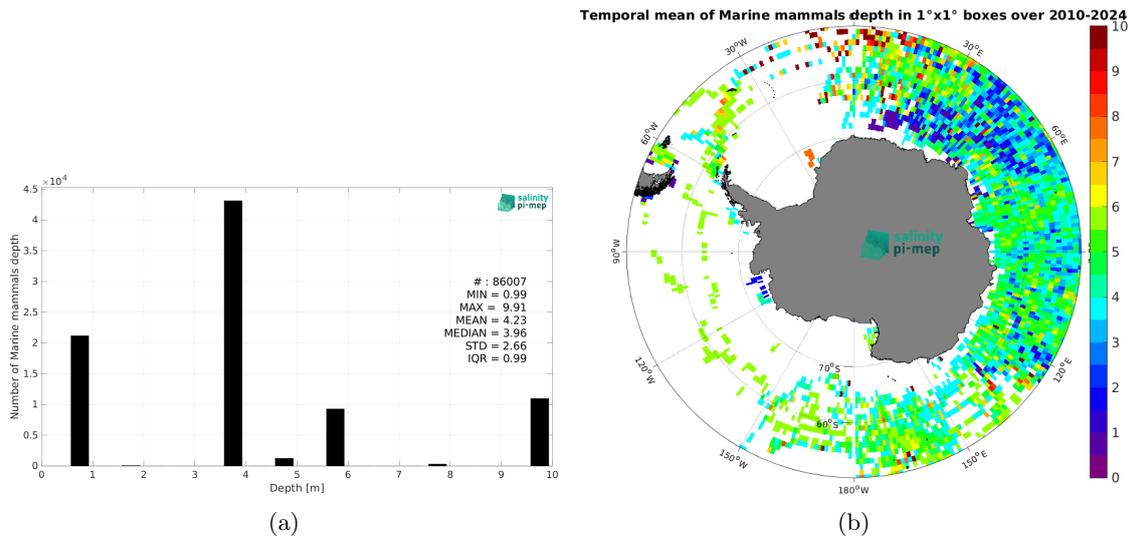 Temporal mean of Marine mammals depth in 1°x1° boxes over 2010-2024
×10⁴
4.5
4
3.5
3
2.5
2
1.5
1
0.5
0
Number of Marine mammals depth
0 1 2 3 4 5 6 7 8 9 10
Depth [m]
salinity
pi-mep
# : 86007
MIN = 0.99
MAX = 9.91
MEAN = 4.23
MEDIAN = 3.96
STD = 2.66
IQR = 0.99
(a)
30°W
30°E
60°W
60°E
90°W
120°W
120°E
150°W
150°E
180°W
70°S
60°S
salinity
pi-mep
10
9
8
7
6
5
4
3
2
1
0
(b)